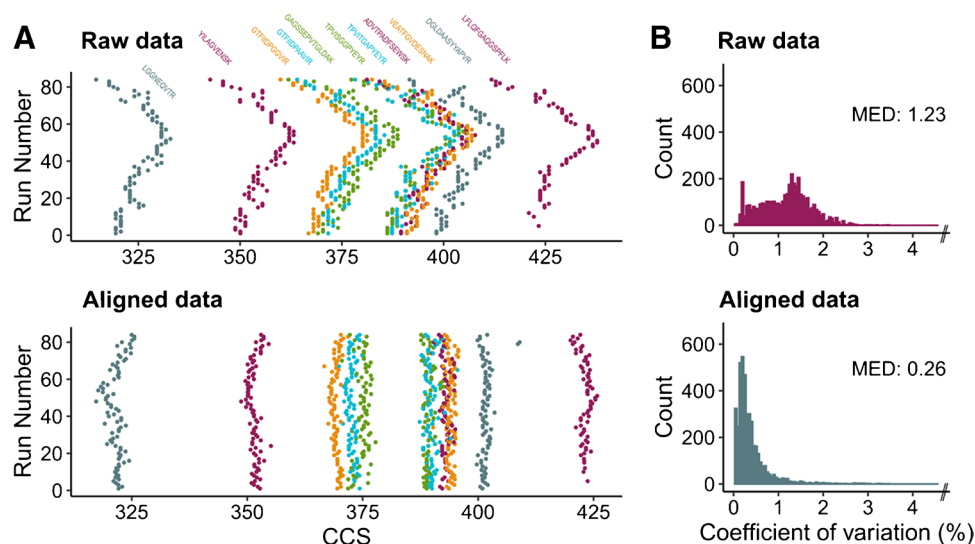 A
Raw data
LGGNEQVTR
YILAGVENSK
GTFIIDPGGVIR
GTFIIDPAAVIR
GAGSSEPVTGLDAK
TPVISGGPYEYR
TPVITGAPYEYR
ADVTPADFSEWSK
VEATFGVDESNAK
DGLDAASYYAPVR
LFLQFGAQGSPFLK
Run Number
80
60
40
20
0
325
350
375
400
425
Aligned data
Run Number
80
60
40
20
0
325
350
375
400
425
CCS
B
Raw data
MED: 1.23
Count
600
400
200
0
0 1 2 3 4
Aligned data
MED: 0.26
Count
600
400
200
0
0 1 2 3 4
Coefficient of variation (%)